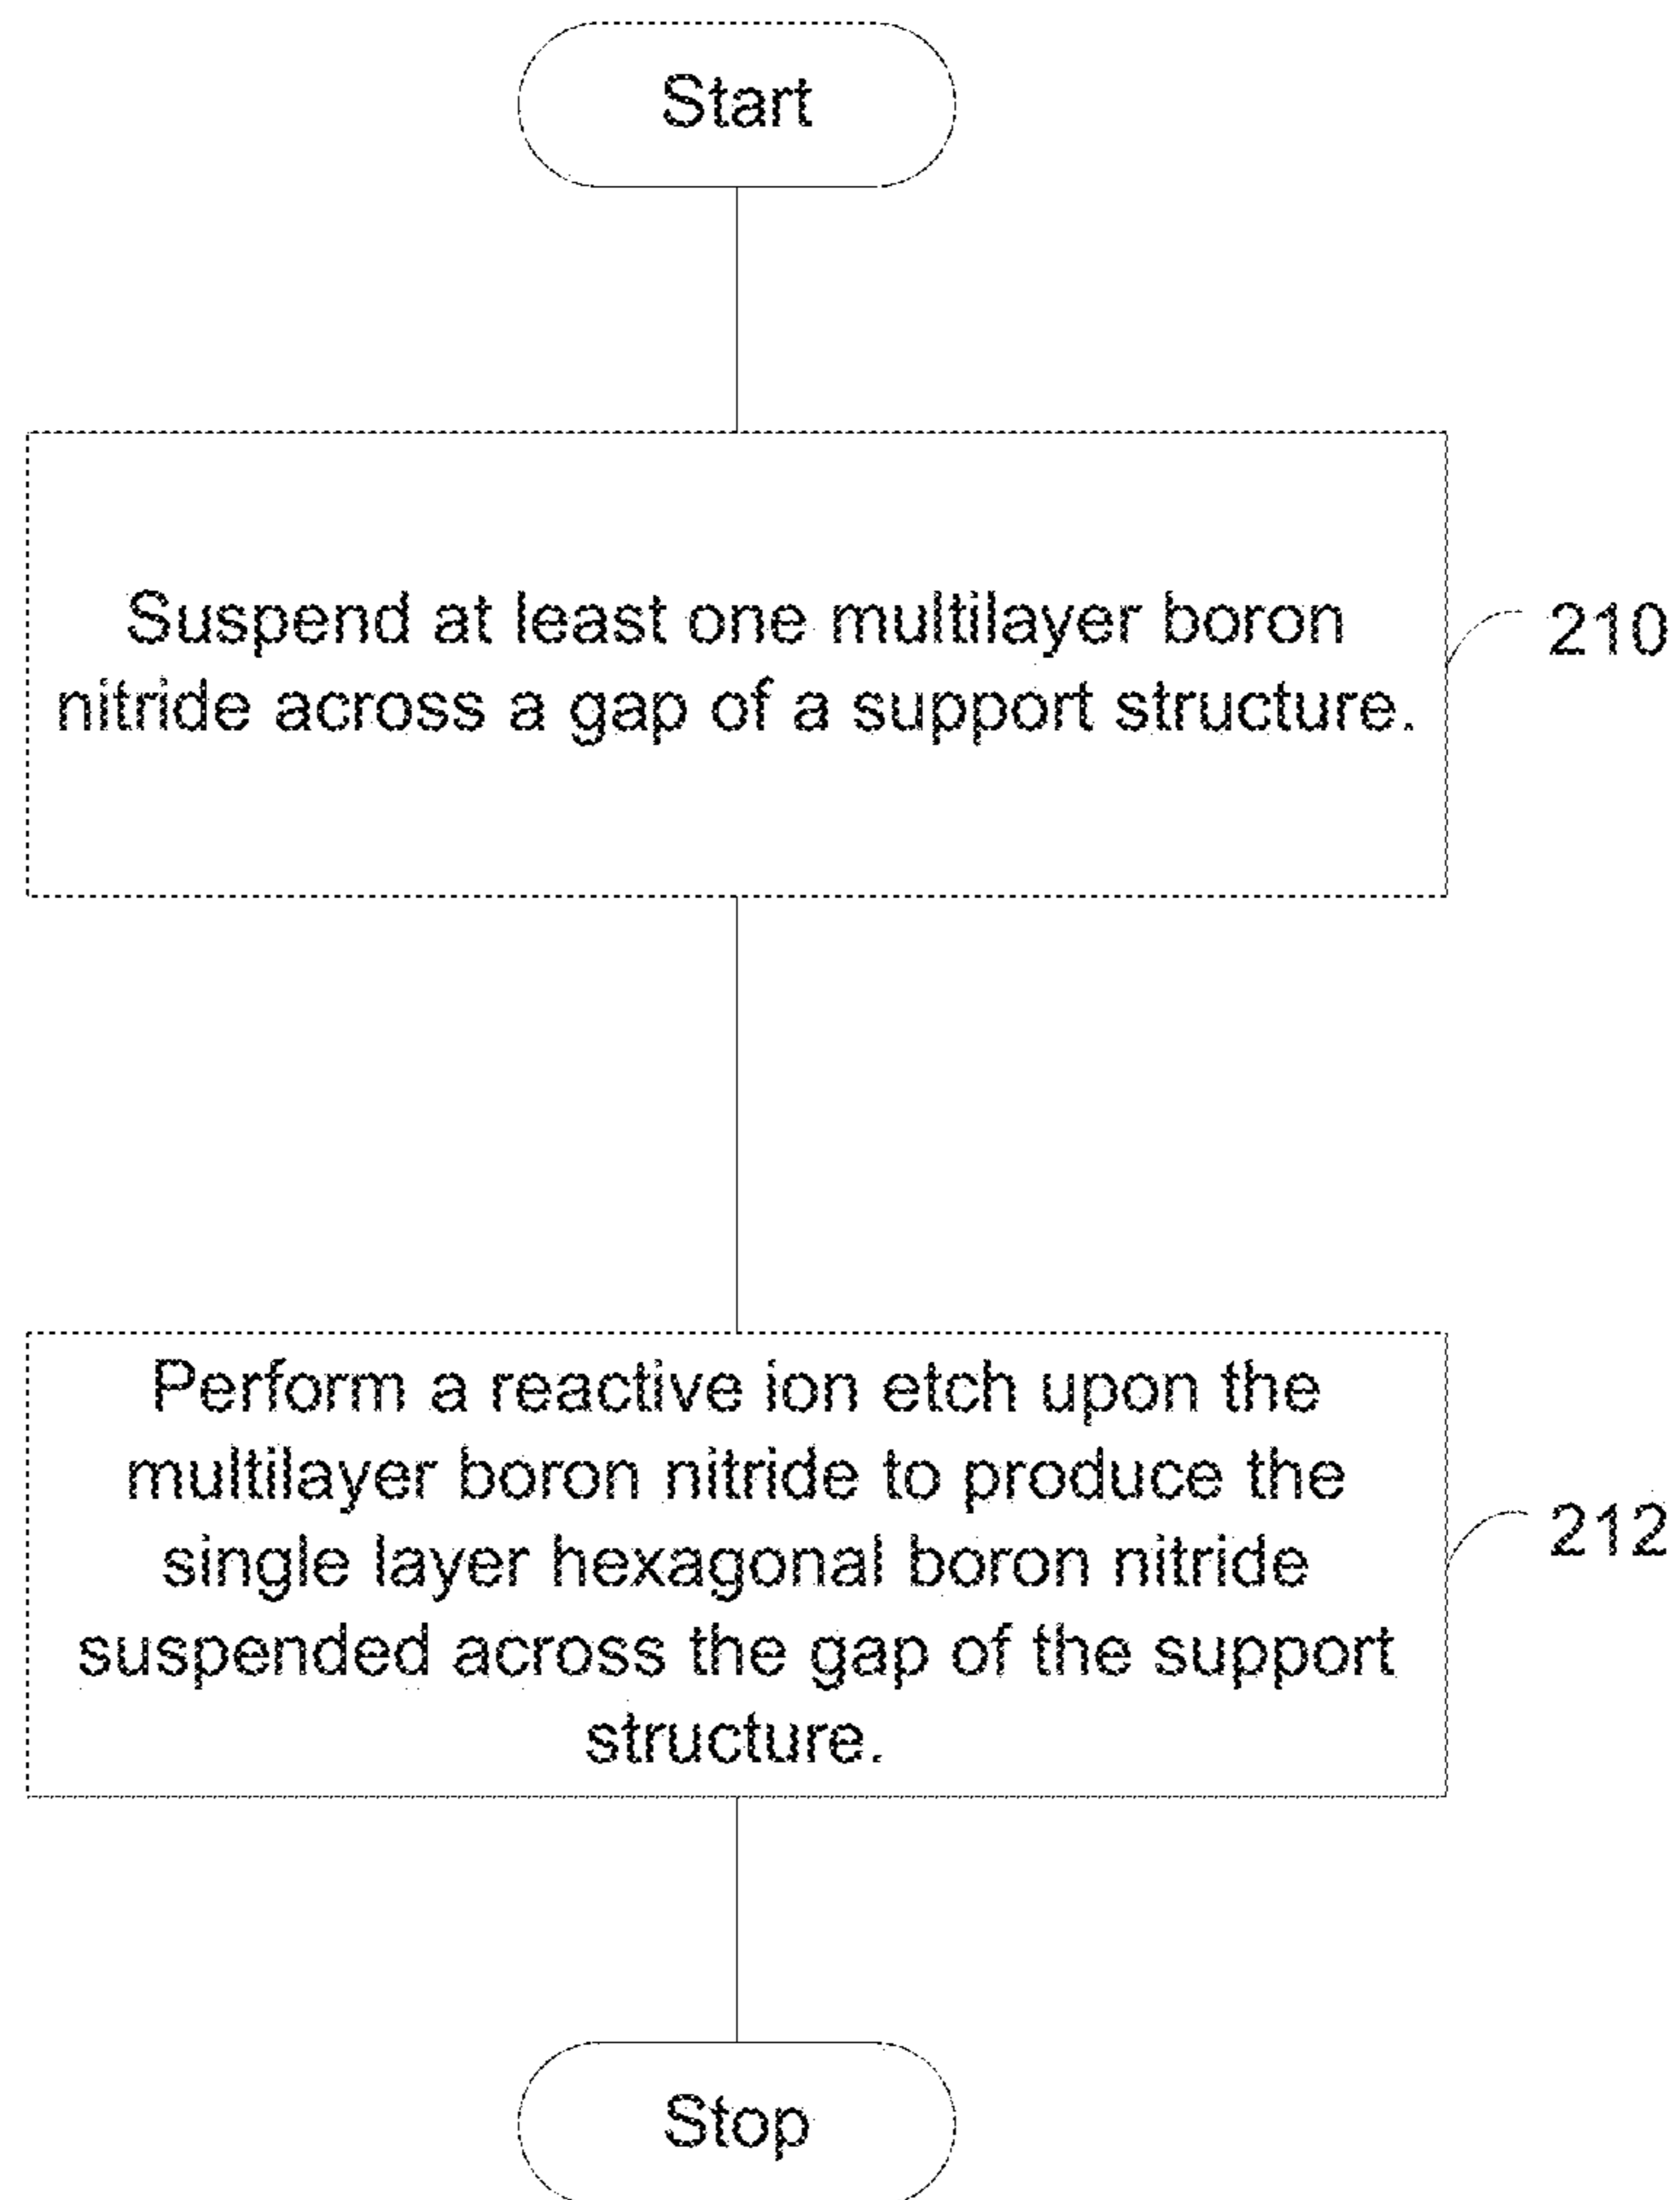 Start
Suspend at least one multilayer boron
nitride across a gap of a support structure.
210
Perform a reactive ion etch upon the
multilayer boron nitride to produce the
single layer hexagonal boron nitride
suspended across the gap of the support
structure.
212
Stop